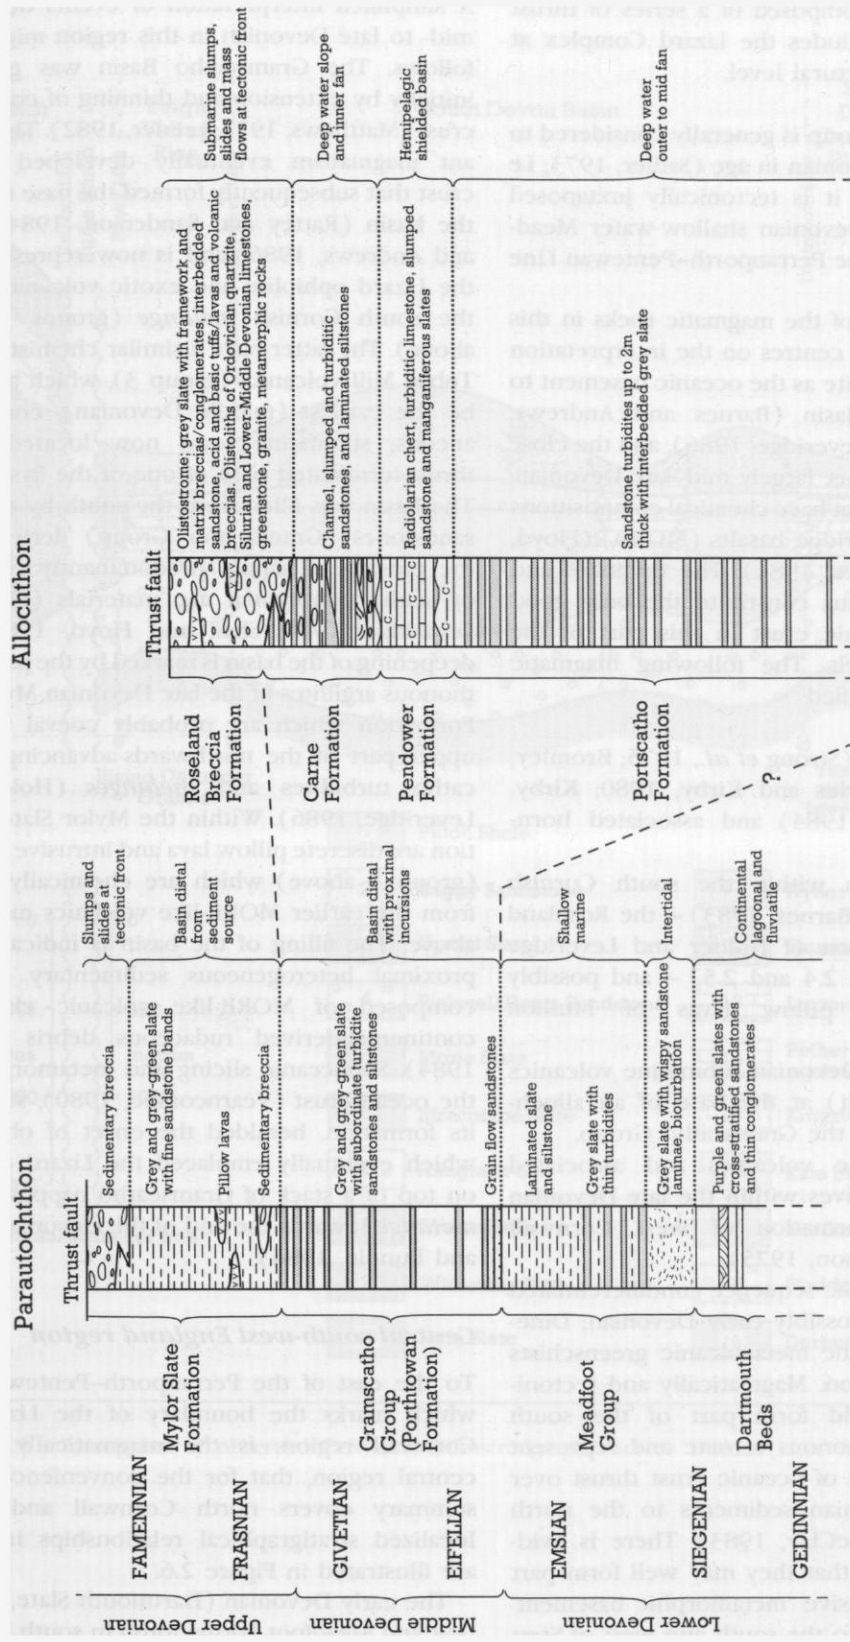 Parautochthon
Upper Devonian
Middle Devonian
Lower Devonian
FAMENNIAN
FRASNIAN
GIVETIAN
EIFELIAN
EMSIAN
SIEGENIAN
GEDINNIAN
Mylor Slate
Formation
Gramscatho
Group
(Porthtowan
Formation)
Meadfoot
Group
Dartmouth
Beds
Thrust fault
Sedimentary breccia
Grey and grey-green slate
with fine sandstone bands
Pillow lavas
Sedimentary breccia
Grey and grey-green slate
with subordinate turbidite
sandstones and siltstones
Grain flow sandstones
Laminated slate
and siltstone
Grey slate with
thin turbidites
Grey slate with wispy sandstone
laminae, bioturbation
Purple and green slates with
cross-stratified sandstones
and thin conglomerates
Slumps and
slides at
tectonic front
Basin distal
from
sediment
source
Basin distal
with proximal
incursions
Shallow
marine
Intertidal
Continental
lagoonal and
fluviatile
?
Allochthon
Roseland
Breccia
Formation
Carne
Formation
Pendower
Formation
Portscatho
Formation
Thrust fault
Olistostrome; grey slate with framework and
matrix breccias/conglomerates, interbedded
sandstone, acid and basic tuffs/lavas and volcanic
breccias. Olistoliths of Ordovician quartzite,
Silurian and Lower-Middle Devonian limestones,
greenstone, granite, metamorphic rocks
Channel, slumped and turbiditic
sandstones, and laminated siltstones
Radiolarian chert, turbiditic limestone, slumped
sandstone and manganiferous slates
Sandstone turbidites up to 2m
thick with interbedded grey slate
Submarine slumps,
slides and mass
flows at tectonic front
Deep water slope
and inner fan
Hemipelagic
shielded basin
Deep water
outer to mid fan